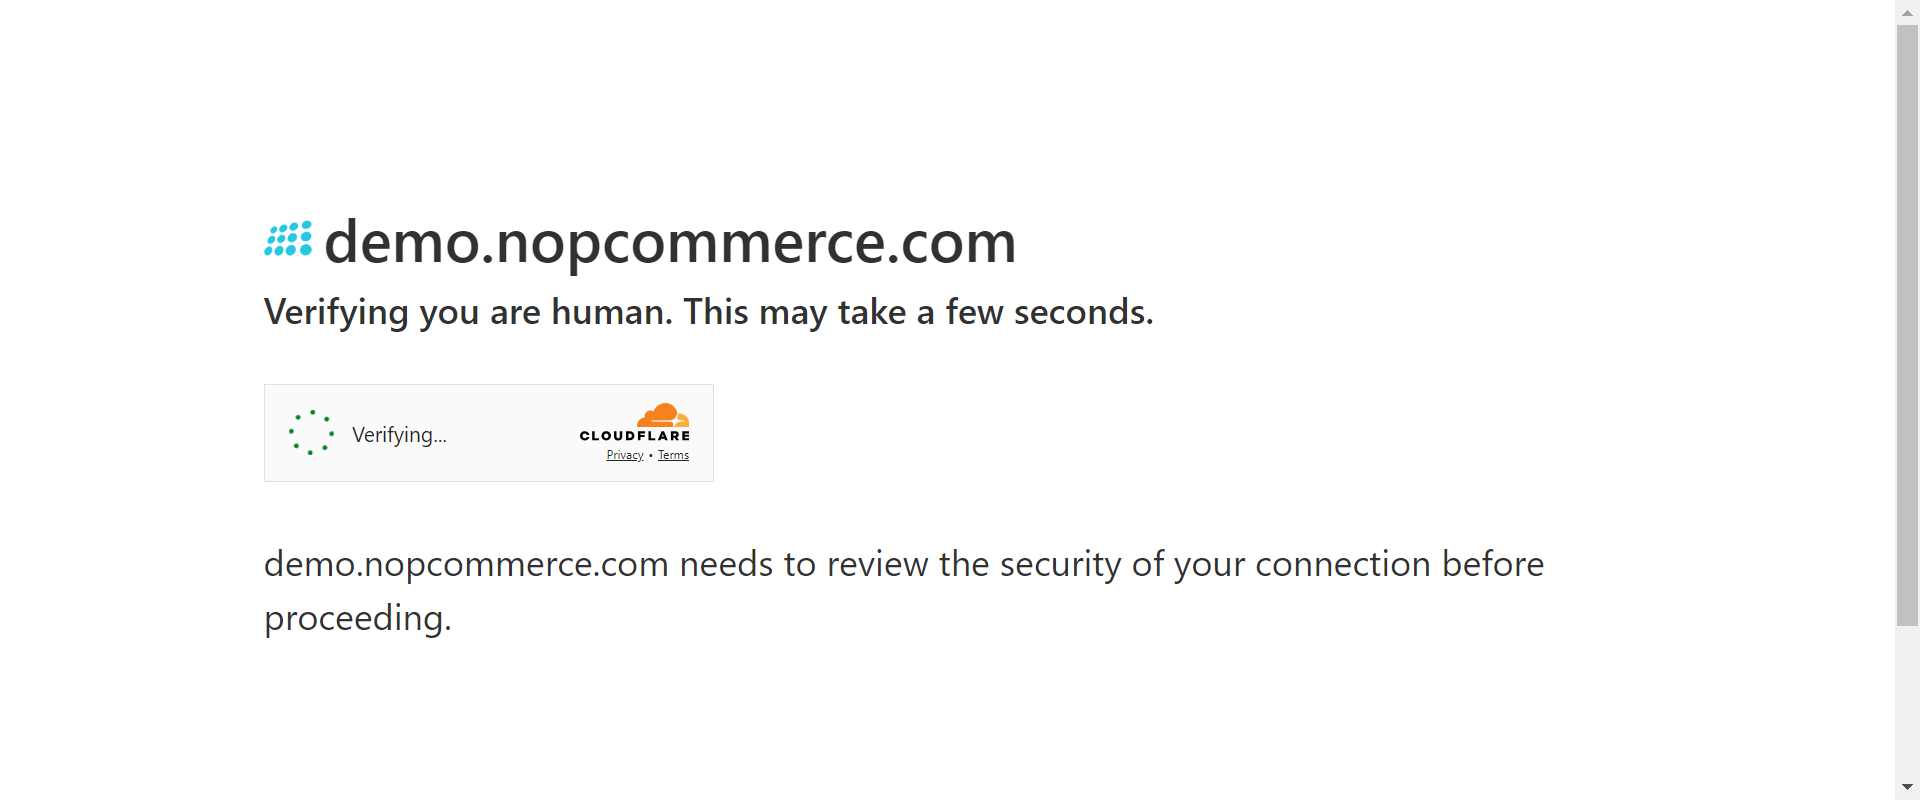 demo.nopcommerce.com
Verifying you are human. This may take a few seconds.
Verifying...
CLOUDFLARE
Privacy • Terms
demo.nopcommerce.com needs to review the security of your connection before
proceeding.